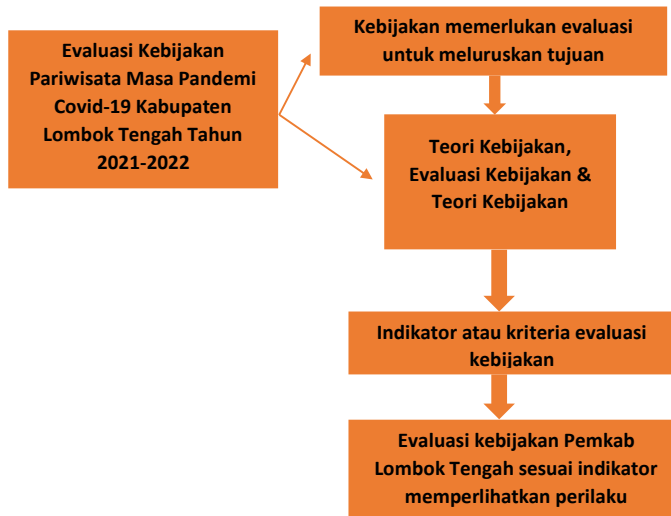 Evaluasi Kebijakan
Pariwisata Masa Pandemi
Covid-19 Kabupaten
Lombok Tengah Tahun
2021-2022
Kebijakan memerlukan evaluasi
untuk meluruskan tujuan
Teori Kebijakan,
Evaluasi Kebijakan &
Teori Kebijakan
Indikator atau kriteria evaluasi
kebijakan
Evaluasi kebijakan Pemkab
Lombok Tengah sesuai indikator
memperlihatkan perilaku